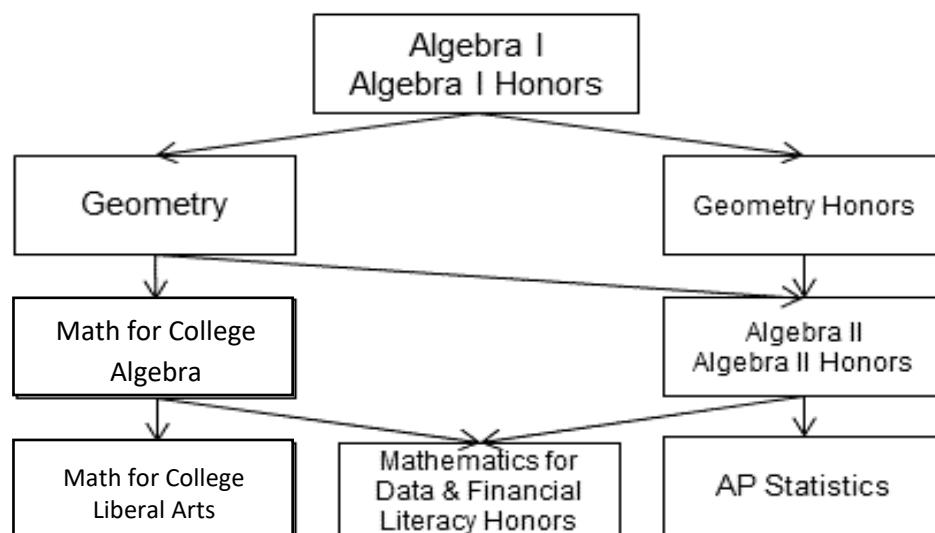 Algebra I
Algebra I Honors
Geometry
Geometry Honors
Math for College
Algebra
Algebra II
Algebra II Honors
Math for College
Liberal Arts
Mathematics for
Data & Financial
Literacy Honors
AP Statistics